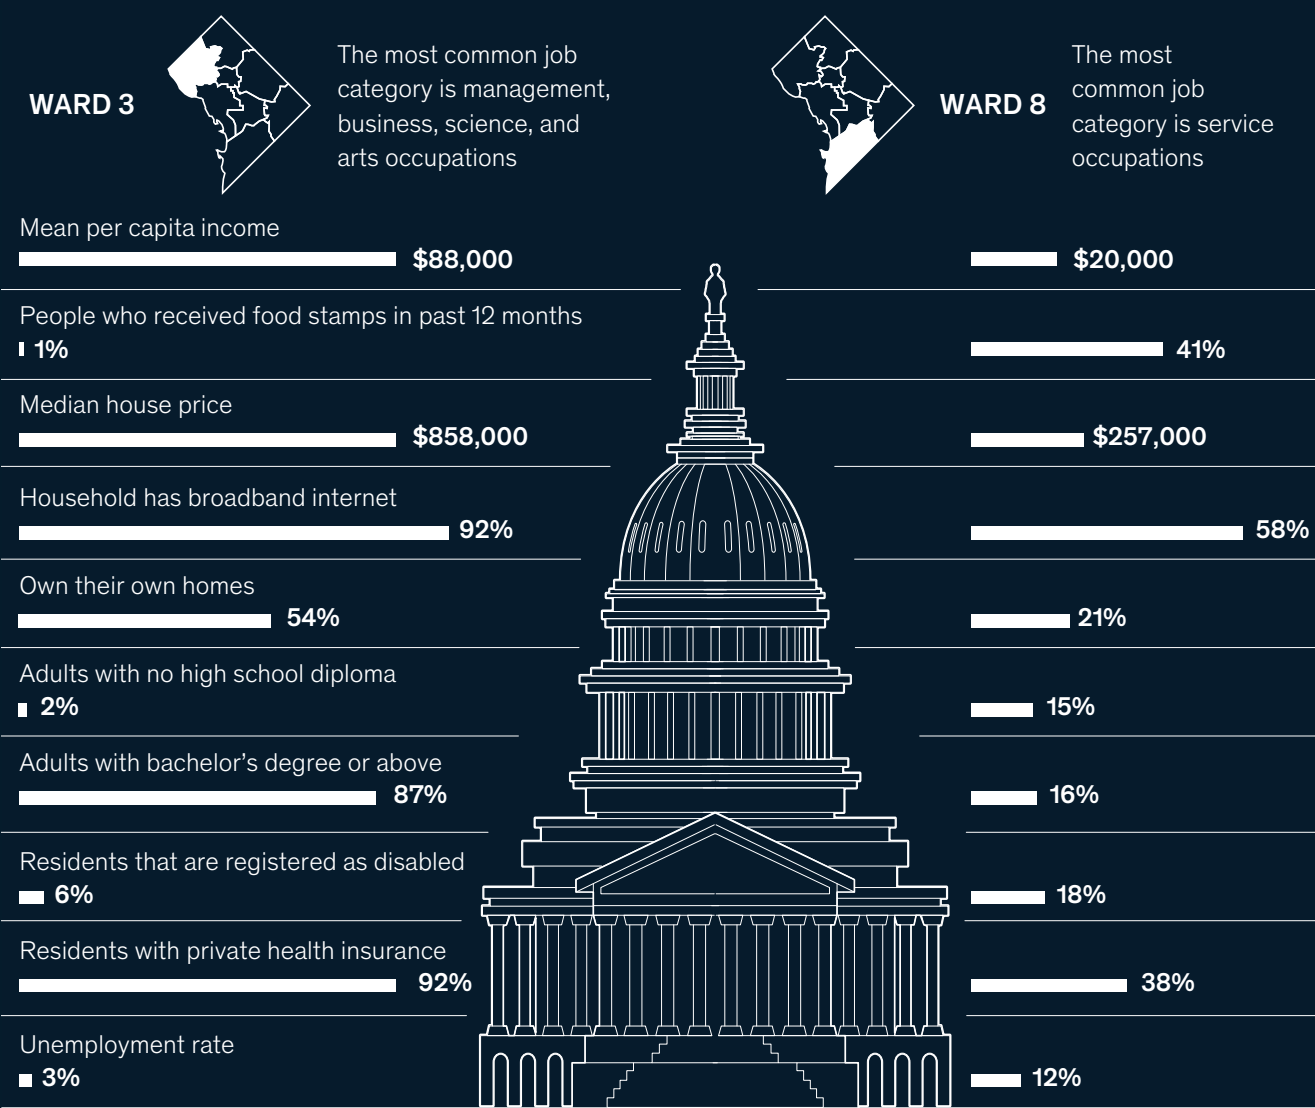 WARD 3
The most common job
category is management,
business, science, and
arts occupations
WARD 8
The most
common job
category is service
occupations
Mean per capita income
$88,000
$20,000
People who received food stamps in past 12 months
1%
41%
Median house price
$858,000
$257,000
Household has broadband internet
92%
58%
Own their own homes
54%
21%
Adults with no high school diploma
2%
15%
Adults with bachelor’s degree or above
87%
16%
Residents that are registered as disabled
6%
18%
Residents with private health insurance
92%
38%
Unemployment rate
3%
12%